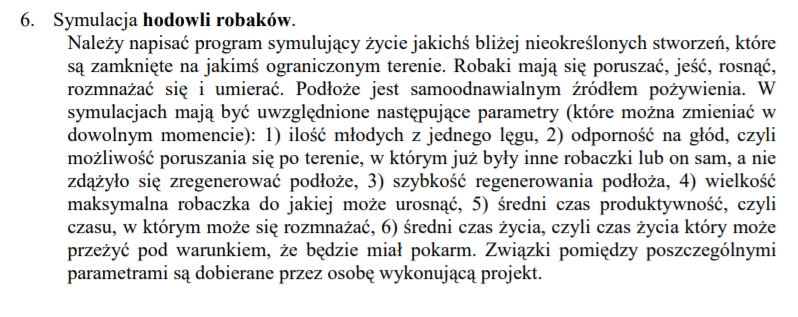 6. Symulacja hodowli robaków.
Należy napisać program symulujący życie jakichś bliżej nieokreślonych stworzeń, które
są zamknięte na jakimś ograniczonym terenie. Robaki mają się poruszać, jeść, rosnąć,
rozmnażać się i umierać. Podłoże jest samoodnawialnym źródłem pożywienia. W
symulacjach mają być uwzględnione następujące parametry (które można zmieniać w
dowolnym momencie): 1) ilość młodych z jednego lęgu, 2) odporność na głód, czyli
możliwość poruszania się po terenie, w którym już były inne robaczki lub on sam, a nie
zdążyło się zregenerować podłoże, 3) szybkość regenerowania podłoża, 4) wielkość
maksymalna robaczka do jakiej może urosnąć, 5) średni czas produktywność, czyli
czasu, w którym może się rozmnażać, 6) średni czas życia, czyli czas życia który może
przeżyć pod warunkiem, że będzie miał pokarm. Związki pomiędzy poszczególnymi
parametrami są dobierane przez osobę wykonującą projekt.